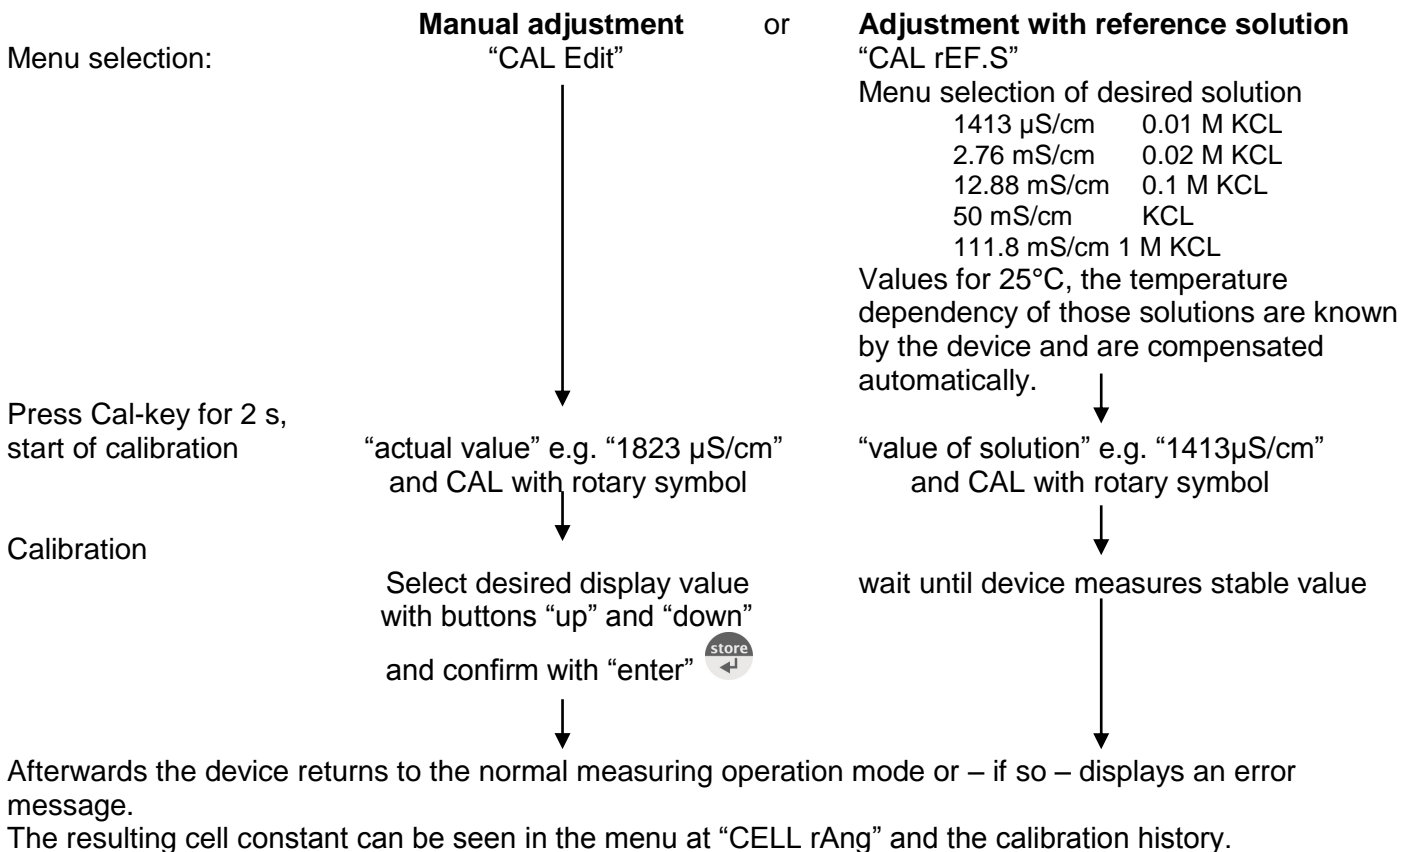 Manual adjustment or Adjustment with reference solution
Menu selection: “CAL Edit” “CAL rEF.S”
Menu selection of desired solution
1413 µS/cm 0.01 M KCL
2.76 mS/cm 0.02 M KCL
12.88 mS/cm 0.1 M KCL
50 mS/cm KCL
111.8 mS/cm 1 M KCL
Values for 25°C, the temperature
dependency of those solutions are known
by the device and are compensated
automatically.
Press Cal-key for 2 s,
start of calibration “actual value” e.g. “1823 µS/cm” “value of solution” e.g. “1413µS/cm”
and CAL with rotary symbol and CAL with rotary symbol
Calibration
Select desired display value wait until device measures stable value
with buttons “up” and “down”
store
and confirm with “enter”
Afterwards the device returns to the normal measuring operation mode or – if so – displays an error
message.
The resulting cell constant can be seen in the menu at “CELL rAng” and the calibration history.